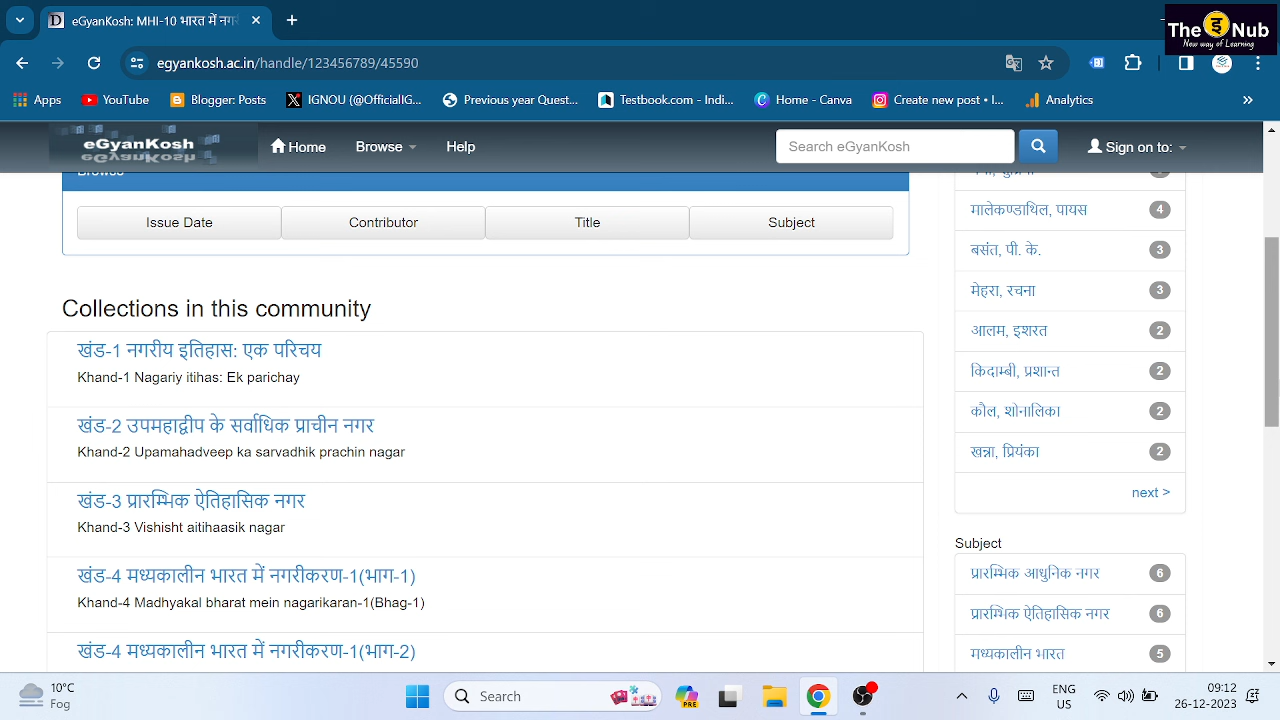 eGyanKosh: MHI-10 भारत में नगर
The इ Nub
New way of Learning
egyankosh.ac.in/handle/123456789/45590
Apps
YouTube
Blogger: Posts
IGNOU (@OfficialIG...
Previous year Quest...
Testbook.com - Indi...
Home - Canva
Create new post • I...
Analytics
eGyanKosh
Home
Browse
Help
Search eGyanKosh
Sign on to:
Browse
Issue Date
Contributor
Title
Subject
Collections in this community
खंड-1 नगरीय इतिहास: एक परिचय
Khand-1 Nagariy itihas: Ek parichay
खंड-2 उपमहाद्वीप के सर्वाधिक प्राचीन नगर
Khand-2 Upamahadveep ka sarvadhik prachin nagar
खंड-3 प्रारम्भिक ऐतिहासिक नगर
Khand-3 Vishisht aitihaasik nagar
खंड-4 मध्यकालीन भारत में नगरीकरण-1(भाग-1)
Khand-4 Madhyakal bharat mein nagarikaran-1(Bhag-1)
खंड-4 मध्यकालीन भारत में नगरीकरण-1(भाग-2)
मालेकण्डाथिल, पायस 4
बसंत, पी. के. 3
मेहरा, रचना 3
आलम, इशरत 2
किदाम्बी, प्रशान्त 2
कौल, शोनालिका 2
खन्ना, प्रियंका 2
next >
Subject
प्रारम्भिक आधुनिक नगर 6
प्रारम्भिक ऐतिहासिक नगर 6
मध्यकालीन भारत 5
10°C
Fog
Search
PRE
ENG
US
09:12
26-12-2023